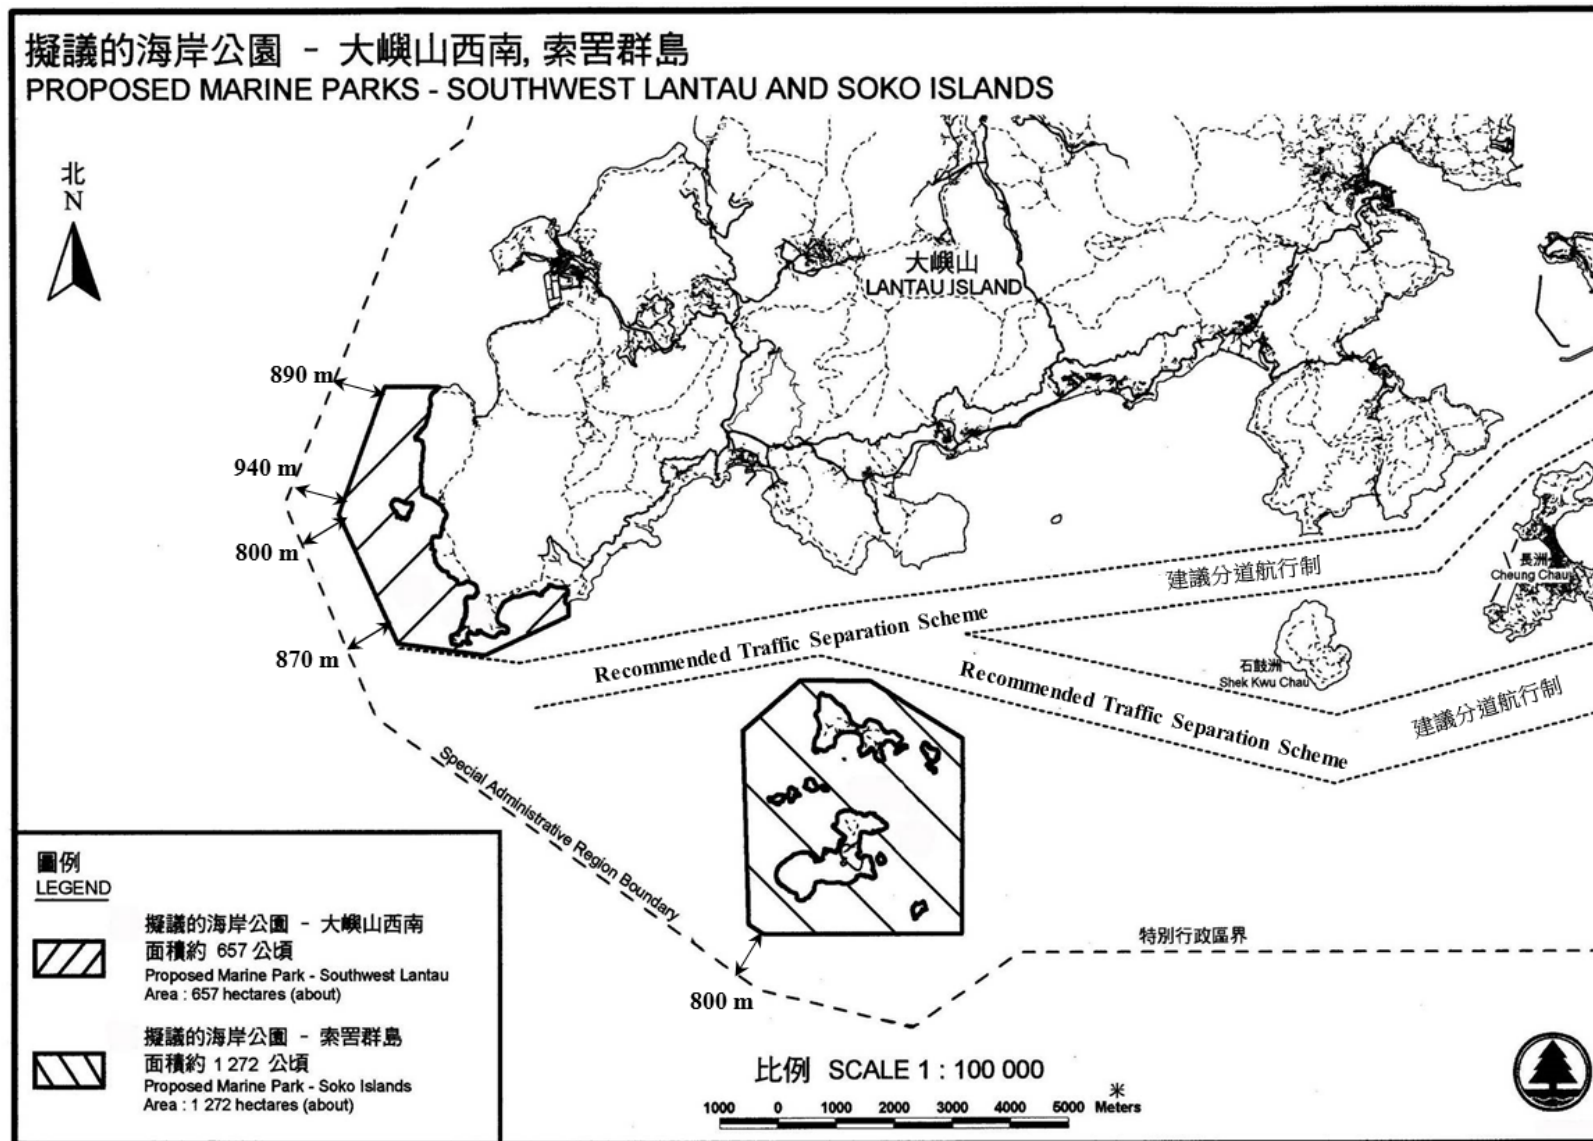 擬議的海岸公園 - 大嶼山西南, 索罟群島
PROPOSED MARINE PARKS - SOUTHWEST LANTAU AND SOKO ISLANDS
北
N
大嶼山
LANTAU ISLAND
890 m
940 m
800 m
870 m
建議分道航行制
Recommended Traffic Separation Scheme
長洲
Cheung Chau
石鼓洲
Shek Kwu Chau
Recommended Traffic Separation Scheme
建議分道航行制
Special Administrative Region Boundary
特別行政區界
800 m
圖例
LEGEND
擬議的海岸公園 - 大嶼山西南
面積約 657 公頃
Proposed Marine Park - Southwest Lantau
Area : 657 hectares (about)
擬議的海岸公園 - 索罟群島
面積約 1 272 公頃
Proposed Marine Park - Soko Islands
Area : 1 272 hectares (about)
比例 SCALE 1 : 100 000
1000 0 1000 2000 3000 4000 5000 米 Meters